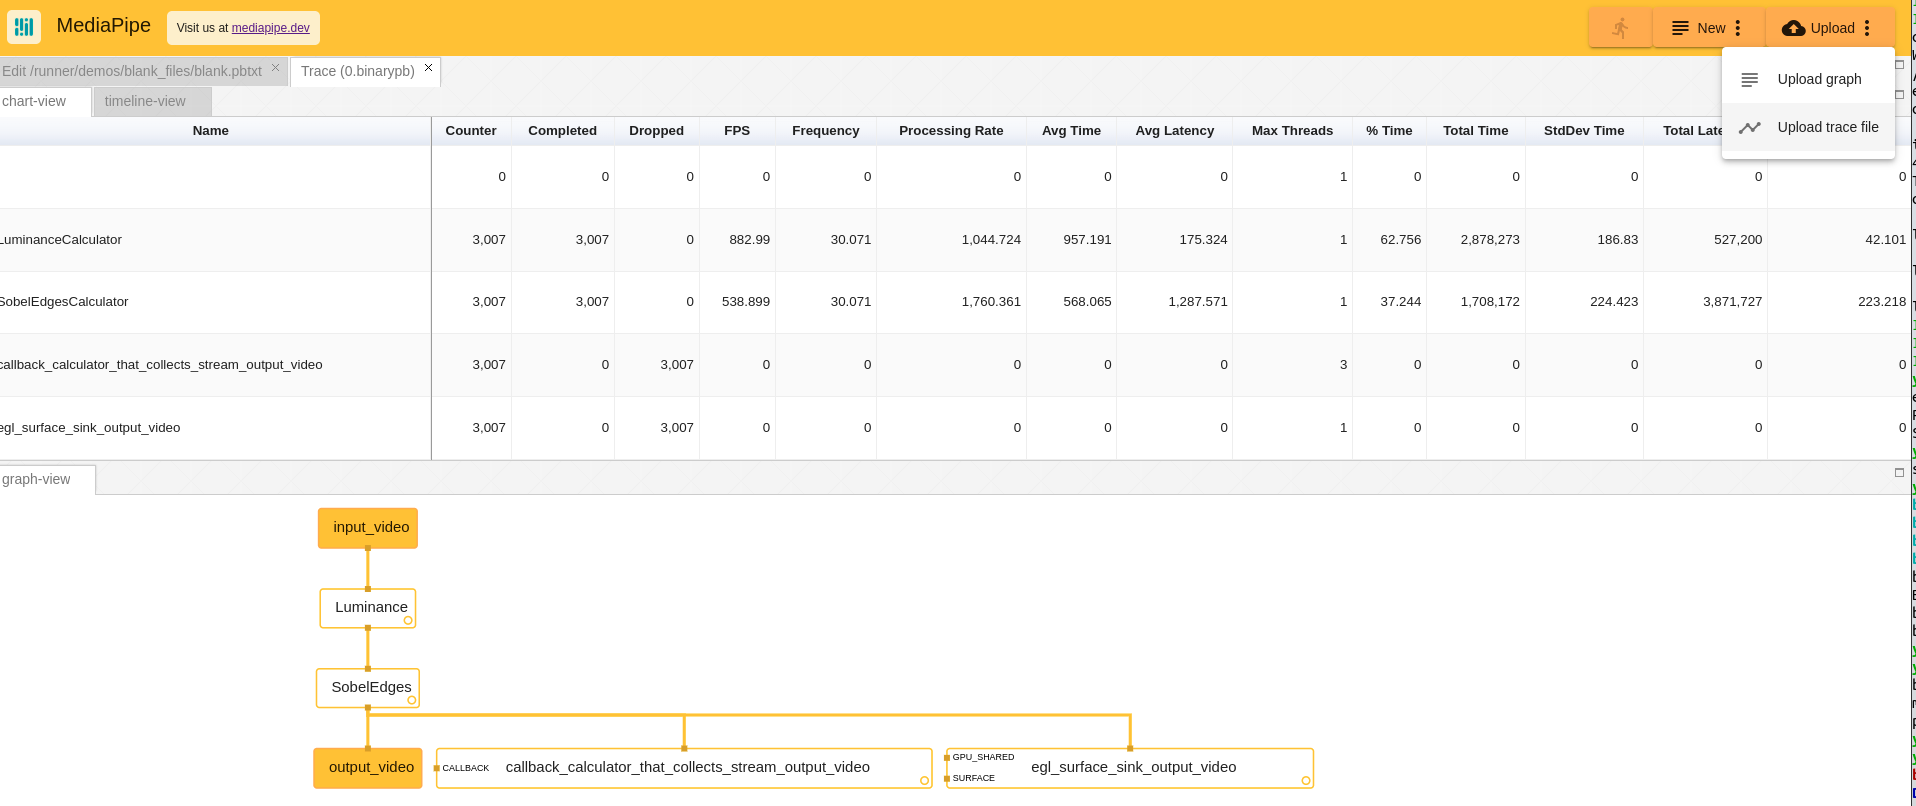 MediaPipe
Visit us at mediapipe.dev
New
Upload
Edit /runner/demos/blank_files/blank.pbtxt
Trace (0.binarypb)
Upload graph
Upload trace file
chart-view
timeline-view
Name Counter Completed Dropped FPS Frequency Processing Rate Avg Time Avg Latency Max Threads % Time Total Time StdDev Time Total Late
0 0 0 0 0 0 0 0 1 0 0 0 0 0
LuminanceCalculator 3,007 3,007 0 882.99 30.071 1,044.724 957.191 175.324 1 62.756 2,878,273 186.83 527,200 42.101
SobelEdgesCalculator 3,007 3,007 0 538.899 30.071 1,760.361 568.065 1,287.571 1 37.244 1,708,172 224.423 3,871,727 223.218
callback_calculator_that_collects_stream_output_video 3,007 0 3,007 0 0 0 0 0 3 0 0 0 0 0
egl_surface_sink_output_video 3,007 0 3,007 0 0 0 0 0 1 0 0 0 0 0
graph-view
input_video
Luminance
SobelEdges
output_video
CALLBACK callback_calculator_that_collects_stream_output_video
GPU_SHARED
SURFACE
egl_surface_sink_output_video